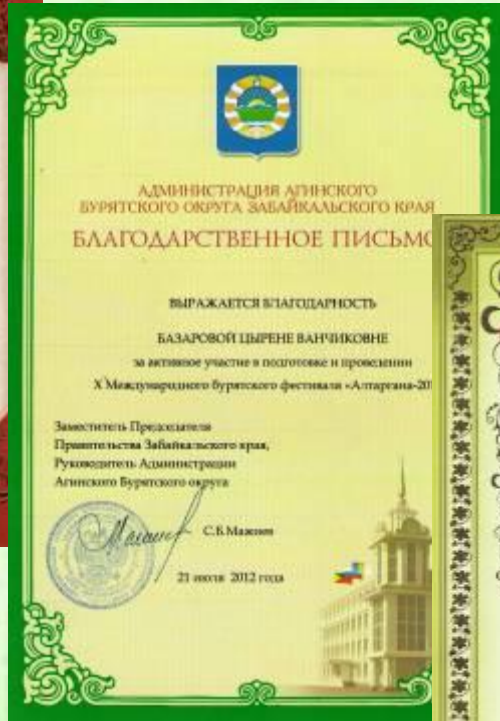 АДМИНИСТРАЦИЯ АГИНСКОГО
БУРЯТСКОГО ОКРУГА ЗАБАЙКАЛЬСКОГО КРАЯ
БЛАГОДАРСТВЕННОЕ ПИСЬМО
ВЫРАЖАЕТСЯ БЛАГОДАРНОСТЬ
БАЗАРОВОЙ ЦЫРЕНЕ ВАНЧИКОВНЕ
за активное участие в подготовке и проведении
X Международного бурятского фестиваля «Алтаргана-201
Заместитель Председателя
Правительства Забайкальского края,
Руководитель Администрации
Агинского Бурятского округа
С.Б.Мажиев
21 июля 2012 года
С